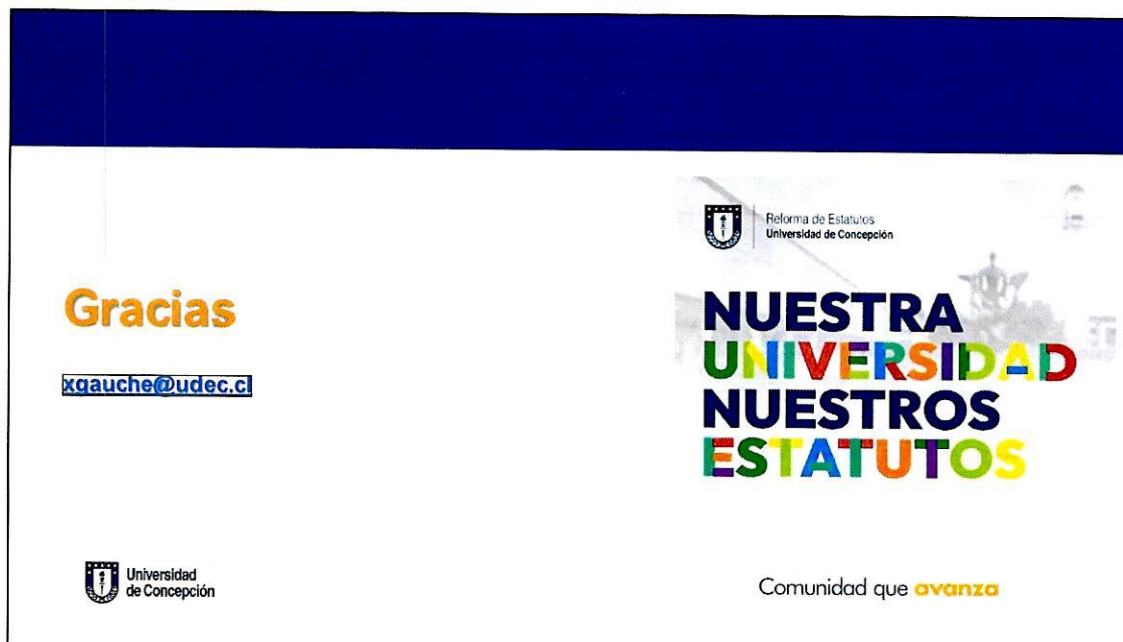 Gracias
xgauche@udec.cl
Universidad
de Concepción
Reforma de Estatutos
Universidad de Concepción
NUESTRA
UNIVERSIDAD
NUESTROS
ESTATUTOS
Comunidad que avanza